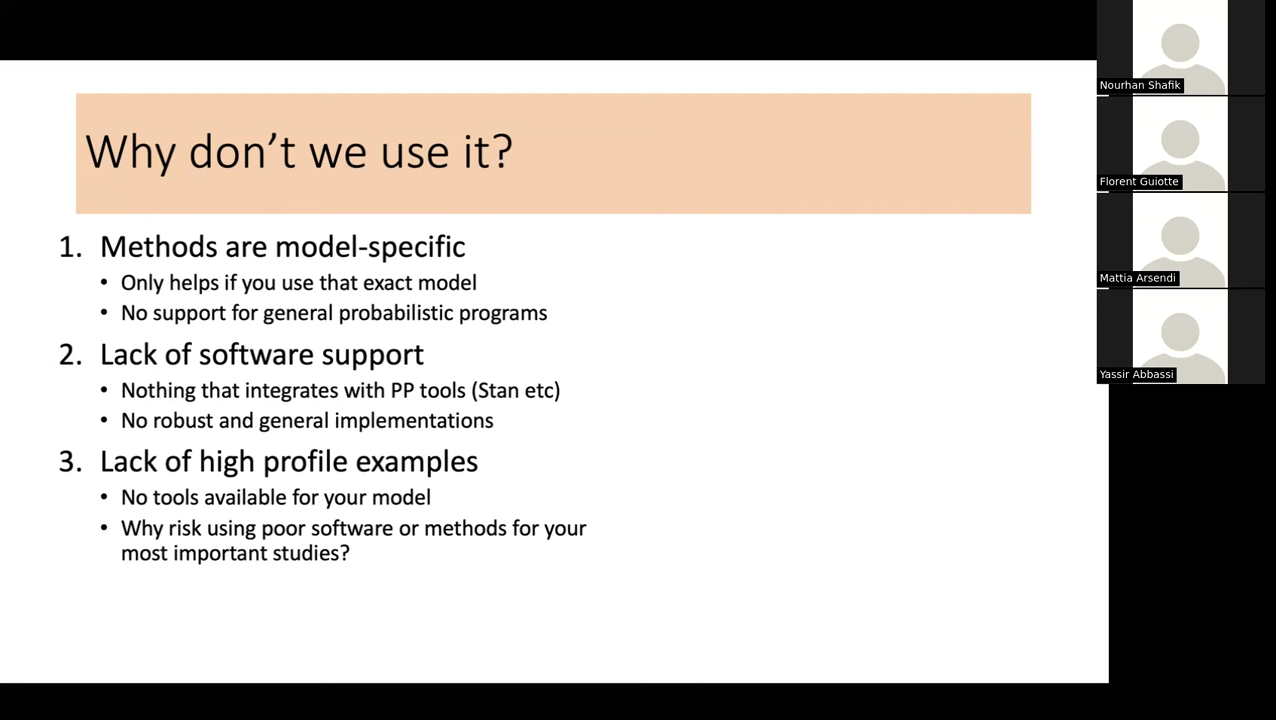 Why don’t we use it?
1. Methods are model-specific
• Only helps if you use that exact model
• No support for general probabilistic programs
2. Lack of software support
• Nothing that integrates with PP tools (Stan etc)
• No robust and general implementations
3. Lack of high profile examples
• No tools available for your model
• Why risk using poor software or methods for your
most important studies?
Nourhan Shafik
Florent Guiotte
Mattia Arsendi
Yassir Abbassi